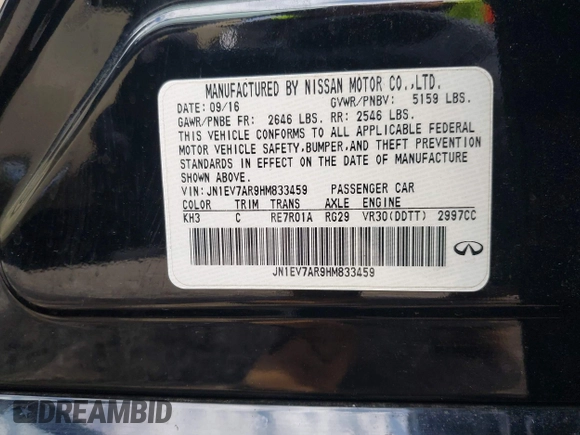 MANUFACTURED BY NISSAN MOTOR CO.,LTD.
DATE: 09/16 GVWR/PNBV: 5159 LBS.
GAWR/PNBE FR: 2646 LBS. RR: 2546 LBS.
THIS VEHICLE CONFORMS TO ALL APPLICABLE FEDERAL
MOTOR VEHICLE SAFETY, BUMPER, AND THEFT PREVENTION
STANDARDS IN EFFECT ON THE DATE OF MANUFACTURE
SHOWN ABOVE.
VIN: JN1EV7AR9HM833459 PASSENGER CAR
COLOR TRIM TRANS AXLE ENGINE
KH3 C RE7R01A RG29 VR30(DDTT) 2997CC
JN1EV7AR9HM833459
DREAMBID